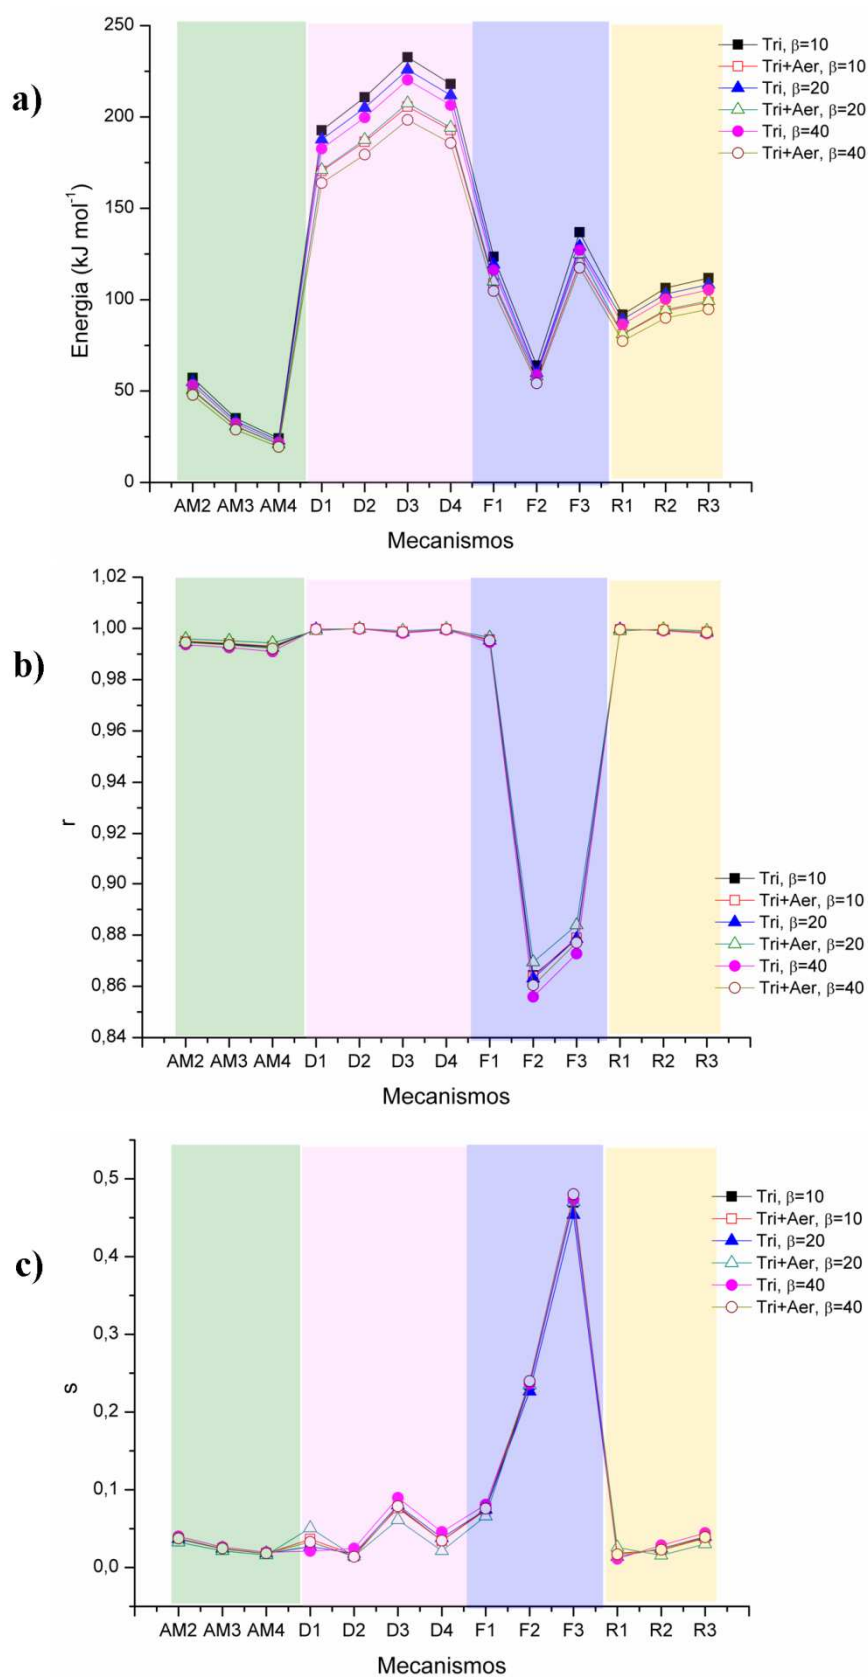 a)
250
200
150
100
50
0
Energia (kJ mol-1)
AM2 AM3 AM4 D1 D2 D3 D4 F1 F2 F3 R1 R2 R3
Mecanismos
Tri, β=10
Tri+Aer, β=10
Tri, β=20
Tri+Aer, β=20
Tri, β=40
Tri+Aer, β=40
b)
1,02
1,00
0,98
0,96
0,94
0,92
0,90
0,88
0,86
0,84
r
AM2 AM3 AM4 D1 D2 D3 D4 F1 F2 F3 R1 R2 R3
Mecanismos
Tri, β=10
Tri+Aer, β=10
Tri, β=20
Tri+Aer, β=20
Tri, β=40
Tri+Aer, β=40
c)
0,5
0,4
0,3
0,2
0,1
0,0
s
AM2 AM3 AM4 D1 D2 D3 D4 F1 F2 F3 R1 R2 R3
Mecanismos
Tri, β=10
Tri+Aer, β=10
Tri, β=20
Tri+Aer, β=20
Tri, β=40
Tri+Aer, β=40